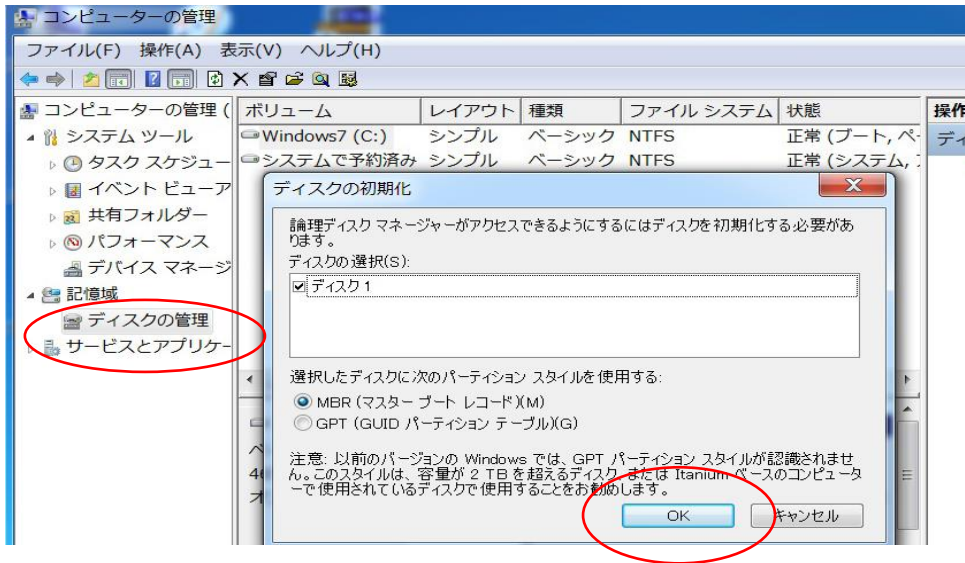 コンピューターの管理
ファイル(F) 操作(A) 表示(V) ヘルプ(H)
コンピューターの管理 (
システム ツール
タスク スケジュー
イベント ビューア
共有フォルダー
パフォーマンス
デバイス マネージ
記憶域
ディスクの管理
サービスとアプリケー
ボリューム レイアウト 種類 ファイル システム 状態
Windows7 (C:) シンプル ベーシック NTFS 正常 (ブート, ペー
システムで予約済み シンプル ベーシック NTFS 正常 (システム,
操作
ディ
ディスクの初期化
論理ディスク マネージャーがアクセスできるようにするにはディスクを初期化する必要があ
ります。
ディスクの選択(S):
ディスク 1
選択したディスクに次のパーティション スタイルを使用する:
MBR (マスター ブート レコード)(M)
GPT (GUID パーティション テーブル)(G)
注意: 以前のバージョンの Windows では、GPT パーティション スタイルが認識されませ
ん。このスタイルは、容量が 2 TB を超えるディスク、または Itanium ベースのコンピュータ
ーで使用されているディスクで使用することをお勧めします。
OK キャンセル